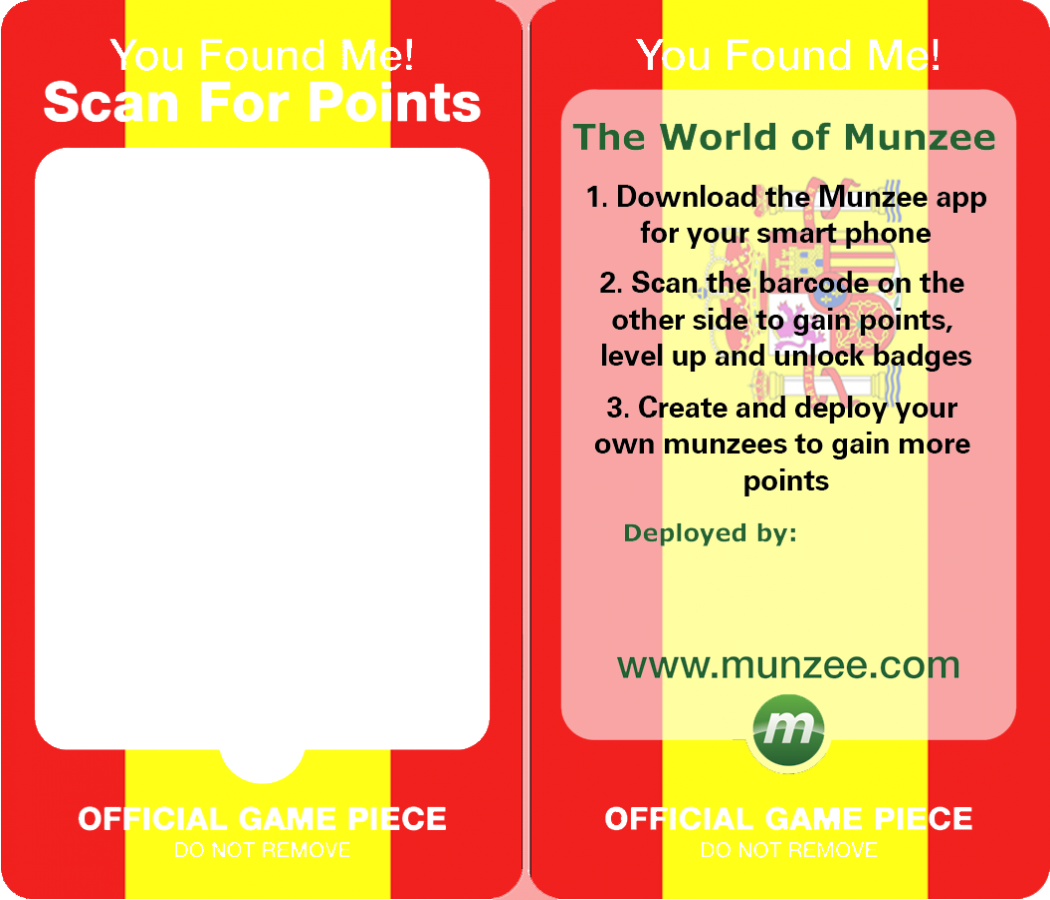 You Found Me!
Scan For Points
OFFICIAL GAME PIECE
DO NOT REMOVE
You Found Me!
The World of Munzee
1. Download the Munzee app
for your smart phone
2. Scan the barcode on the
other side to gain points,
level up and unlock badges
3. Create and deploy your
own munzees to gain more
points
Deployed by:
www.munzee.com
m
OFFICIAL GAME PIECE
DO NOT REMOVE